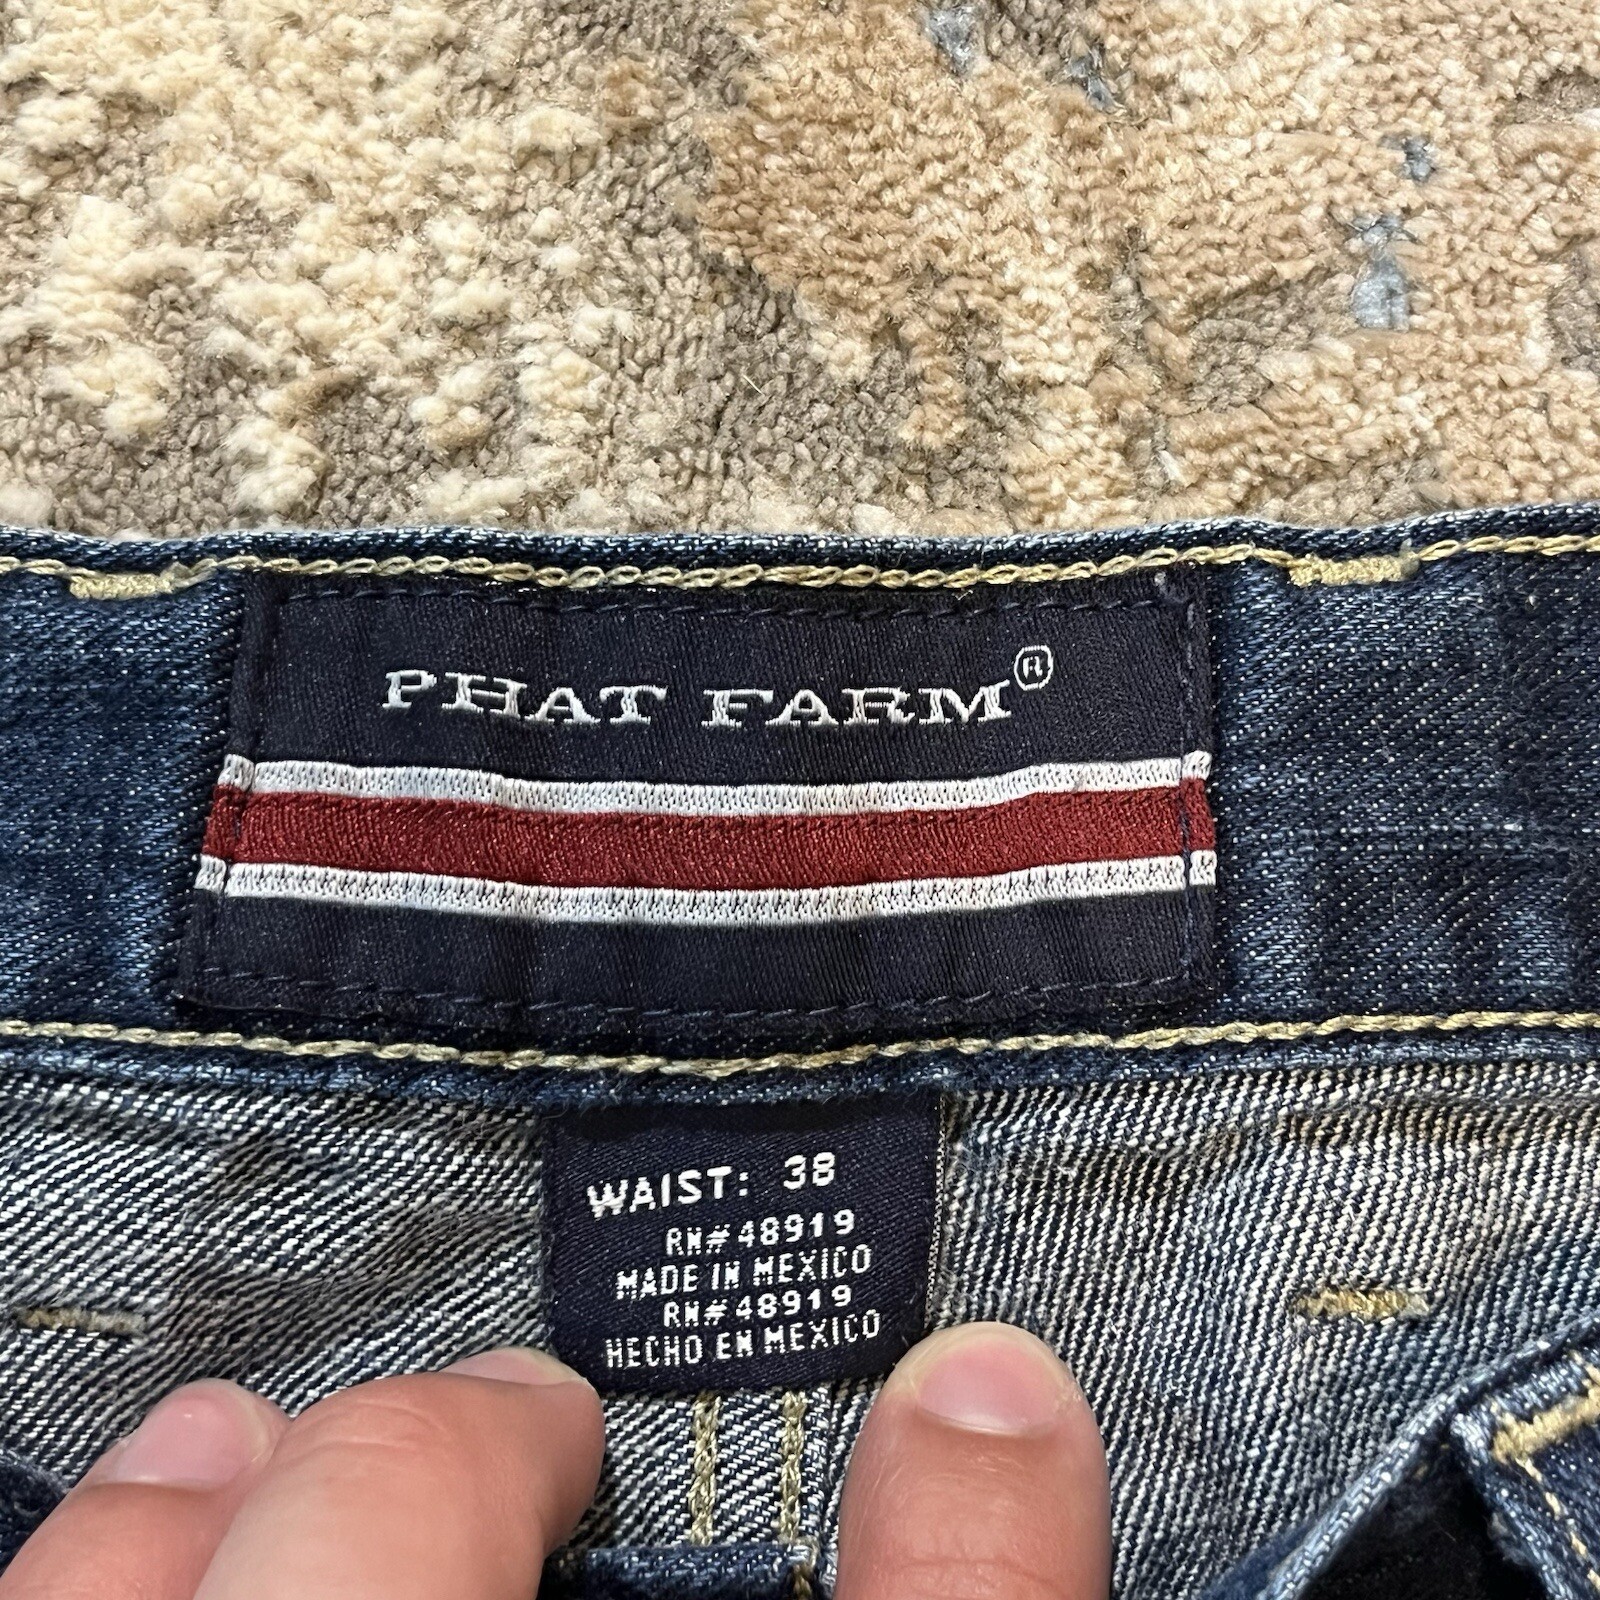 PHAT FARM®
WAIST: 38
RN# 48919
MADE IN MEXICO
RN# 48919
HECHO EN MEXICO